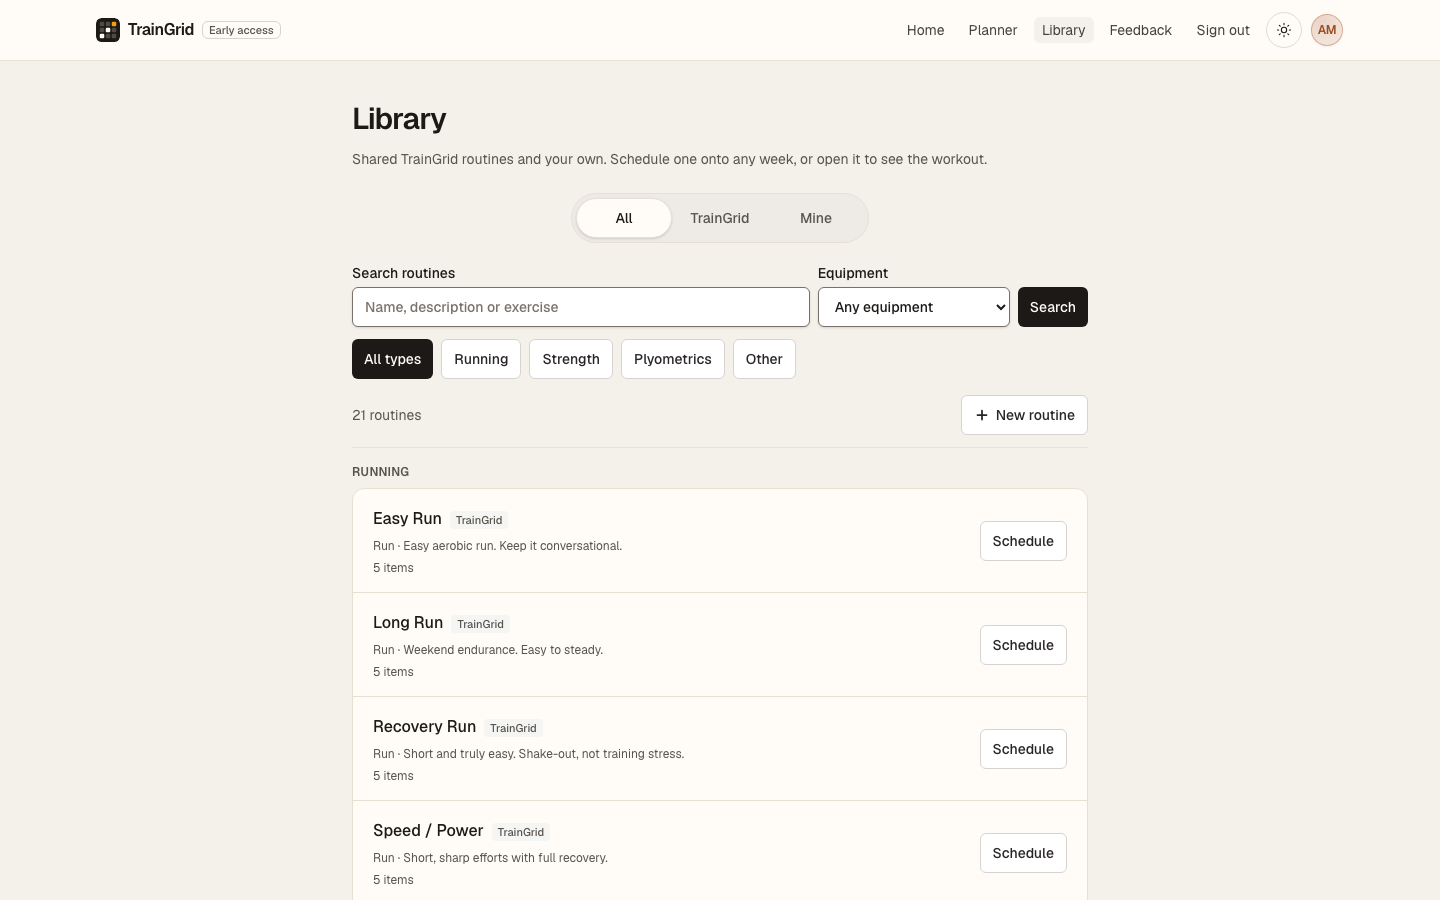 TrainGrid Early access Home Planner Library Feedback Sign out AM
Library
Shared TrainGrid routines and your own. Schedule one onto any week, or open it to see the workout.
All TrainGrid Mine
Search routines Equipment
Name, description or exercise Any equipment Search
All types Running Strength Plyometrics Other
21 routines + New routine
RUNNING
Easy Run TrainGrid
Run · Easy aerobic run. Keep it conversational.
5 items
Schedule
Long Run TrainGrid
Run · Weekend endurance. Easy to steady.
5 items
Schedule
Recovery Run TrainGrid
Run · Short and truly easy. Shake-out, not training stress.
5 items
Schedule
Speed / Power TrainGrid
Run · Short, sharp efforts with full recovery.
5 items
Schedule